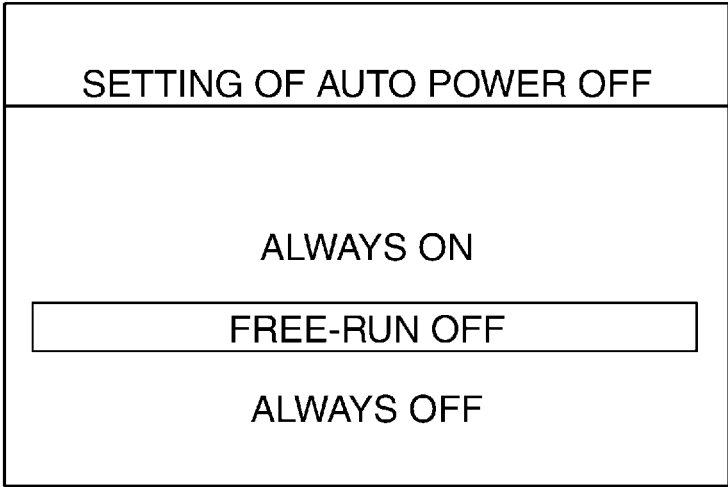 SETTING OF AUTO POWER OFF
ALWAYS ON
FREE-RUN OFF
ALWAYS OFF